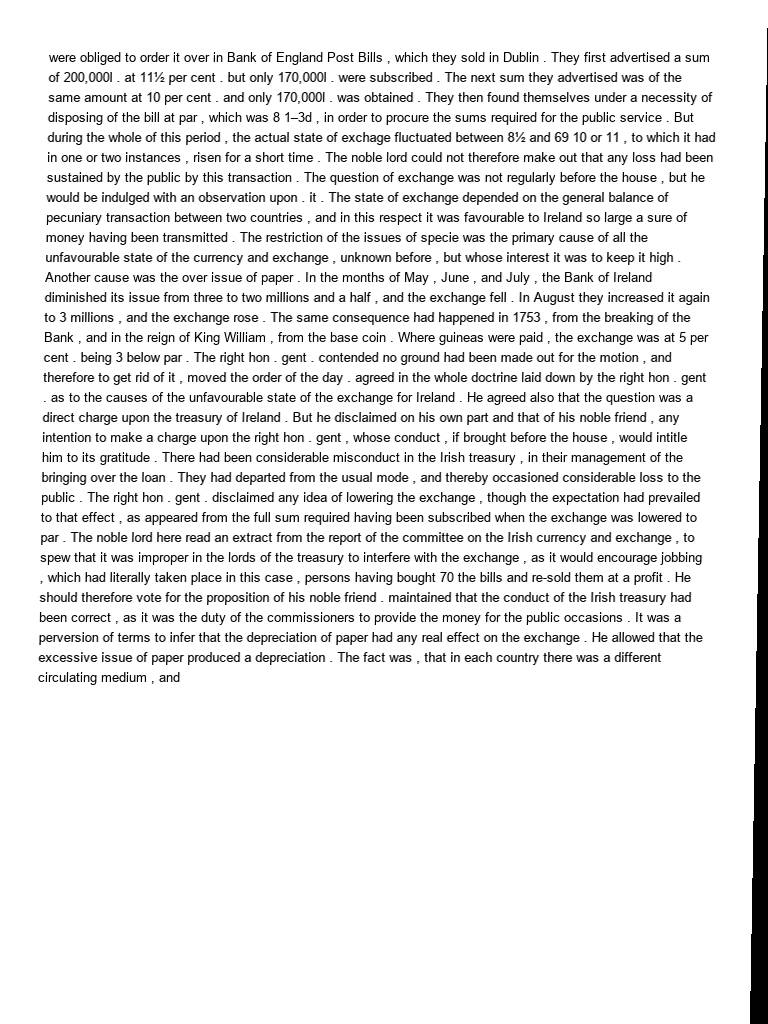 were obliged to order it over in Bank of England Post Bills , which they sold in Dublin . They first advertised a sum
of 200,000l . at 11½ per cent . but only 170,000l . were subscribed . The next sum they advertised was of the
same amount at 10 per cent . and only 170,000l . was obtained . They then found themselves under a necessity of
disposing of the bill at par , which was 8 1–3d , in order to procure the sums required for the public service . But
during the whole of this period , the actual state of exchage fluctuated between 8½ and 69 10 or 11 , to which it had
in one or two instances , risen for a short time . The noble lord could not therefore make out that any loss had been
sustained by the public by this transaction . The question of exchange was not regularly before the house , but he
would be indulged with an observation upon . it . The state of exchange depended on the general balance of
pecuniary transaction between two countries , and in this respect it was favourable to Ireland so large a sure of
money having been transmitted . The restriction of the issues of specie was the primary cause of all the
unfavourable state of the currency and exchange , unknown before , but whose interest it was to keep it high .
Another cause was the over issue of paper . In the months of May , June , and July , the Bank of Ireland
diminished its issue from three to two millions and a half , and the exchange fell . In August they increased it again
to 3 millions , and the exchange rose . The same consequence had happened in 1753 , from the breaking of the
Bank , and in the reign of King William , from the base coin . Where guineas were paid , the exchange was at 5 per
cent . being 3 below par . The right hon . gent . contended no ground had been made out for the motion , and
therefore to get rid of it , moved the order of the day . agreed in the whole doctrine laid down by the right hon . gent
. as to the causes of the unfavourable state of the exchange for Ireland . He agreed also that the question was a
direct charge upon the treasury of Ireland . But he disclaimed on his own part and that of his noble friend , any
intention to make a charge upon the right hon . gent , whose conduct , if brought before the house , would intitle
him to its gratitude . There had been considerable misconduct in the Irish treasury , in their management of the
bringing over the loan . They had departed from the usual mode , and thereby occasioned considerable loss to the
public . The right hon . gent . disclaimed any idea of lowering the exchange , though the expectation had prevailed
to that effect , as appeared from the full sum required having been subscribed when the exchange was lowered to
par . The noble lord here read an extract from the report of the committee on the Irish currency and exchange , to
spew that it was improper in the lords of the treasury to interfere with the exchange , as it would encourage jobbing
, which had literally taken place in this case , persons having bought 70 the bills and re-sold them at a profit . He
should therefore vote for the proposition of his noble friend . maintained that the conduct of the Irish treasury had
been correct , as it was the duty of the commissioners to provide the money for the public occasions . It was a
perversion of terms to infer that the depreciation of paper had any real effect on the exchange . He allowed that the
excessive issue of paper produced a depreciation . The fact was , that in each country there was a different
circulating medium , and